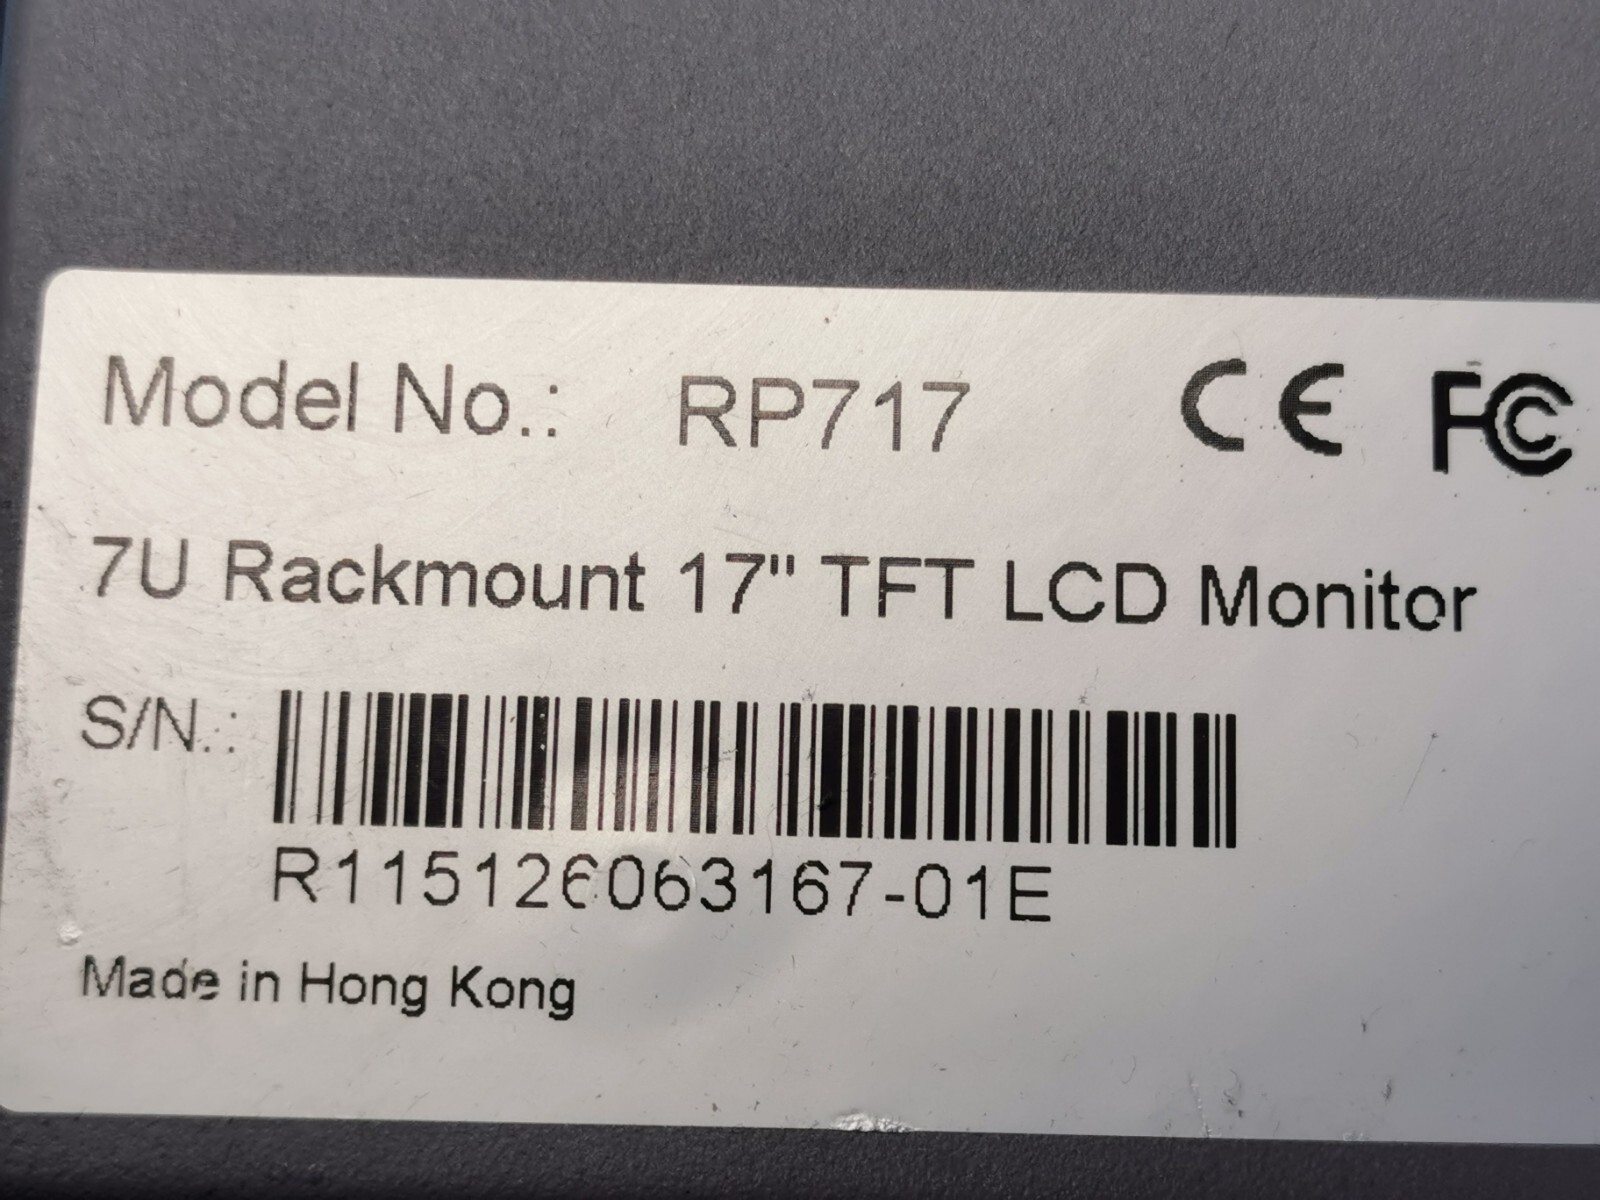 Model No.: RP717 CE FC
7U Rackmount 17" TFT LCD Monitor
S/N.:
R115126063167-01E
Made in Hong Kong